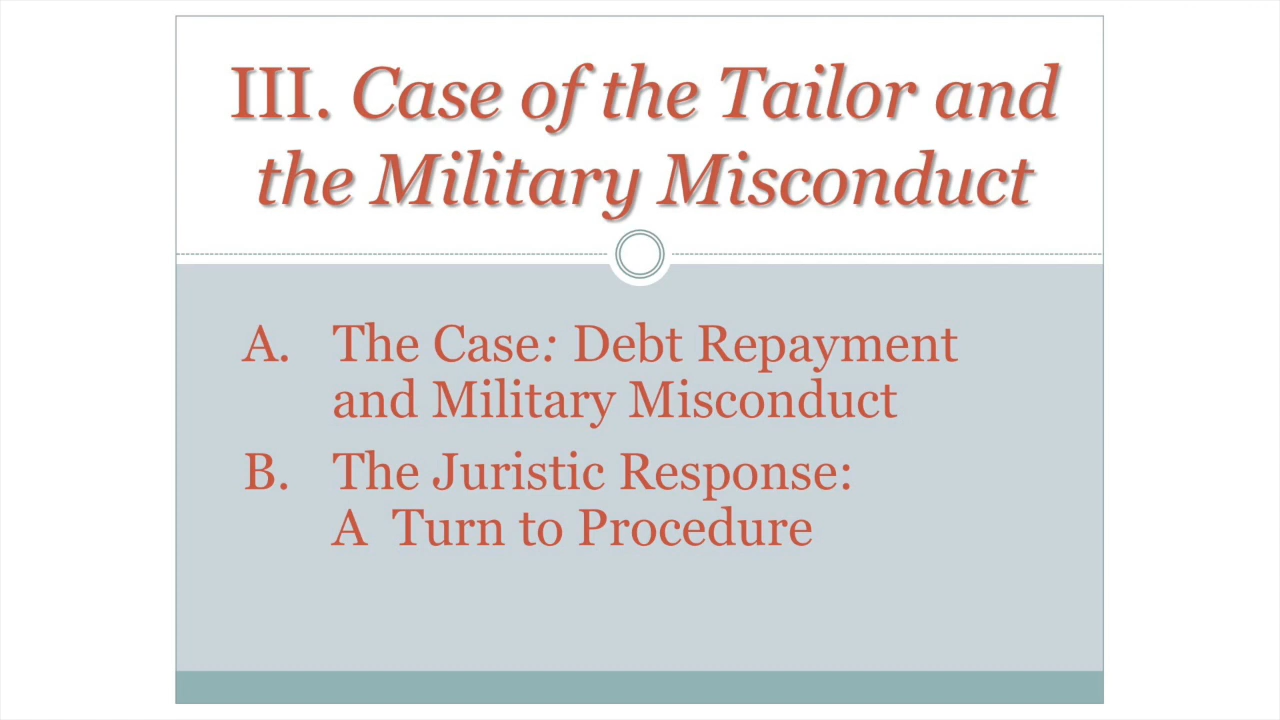 III. Case of the Tailor and
the Military Misconduct
A. The Case: Debt Repayment
and Military Misconduct
B. The Juristic Response:
A Turn to Procedure